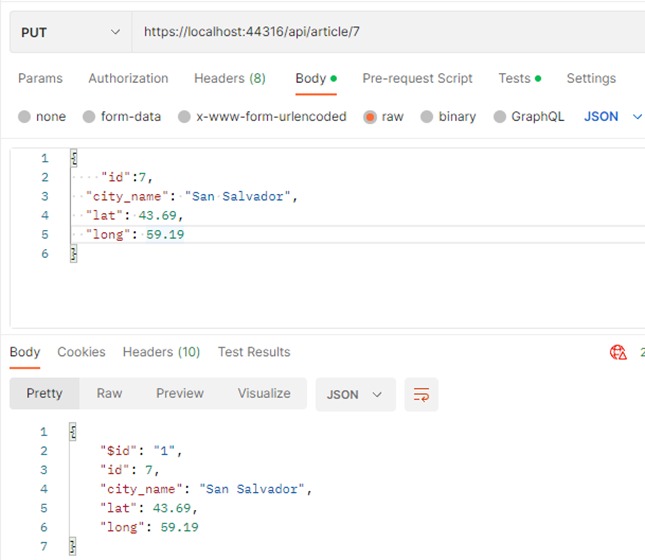 PUT https://localhost:44316/api/article/7
Params Authorization Headers (8) Body Pre-request Script Tests Settings
none form-data x-www-form-urlencoded raw binary GraphQL JSON
1 {
2 "id":7,
3 "city_name": "San Salvador",
4 "lat": 43.69,
5 "long": 59.19
6 }
Body Cookies Headers (10) Test Results 2
Pretty Raw Preview Visualize JSON
1 {
2 "$id": "1",
3 "id": 7,
4 "city_name": "San Salvador",
5 "lat": 43.69,
6 "long": 59.19
7 }